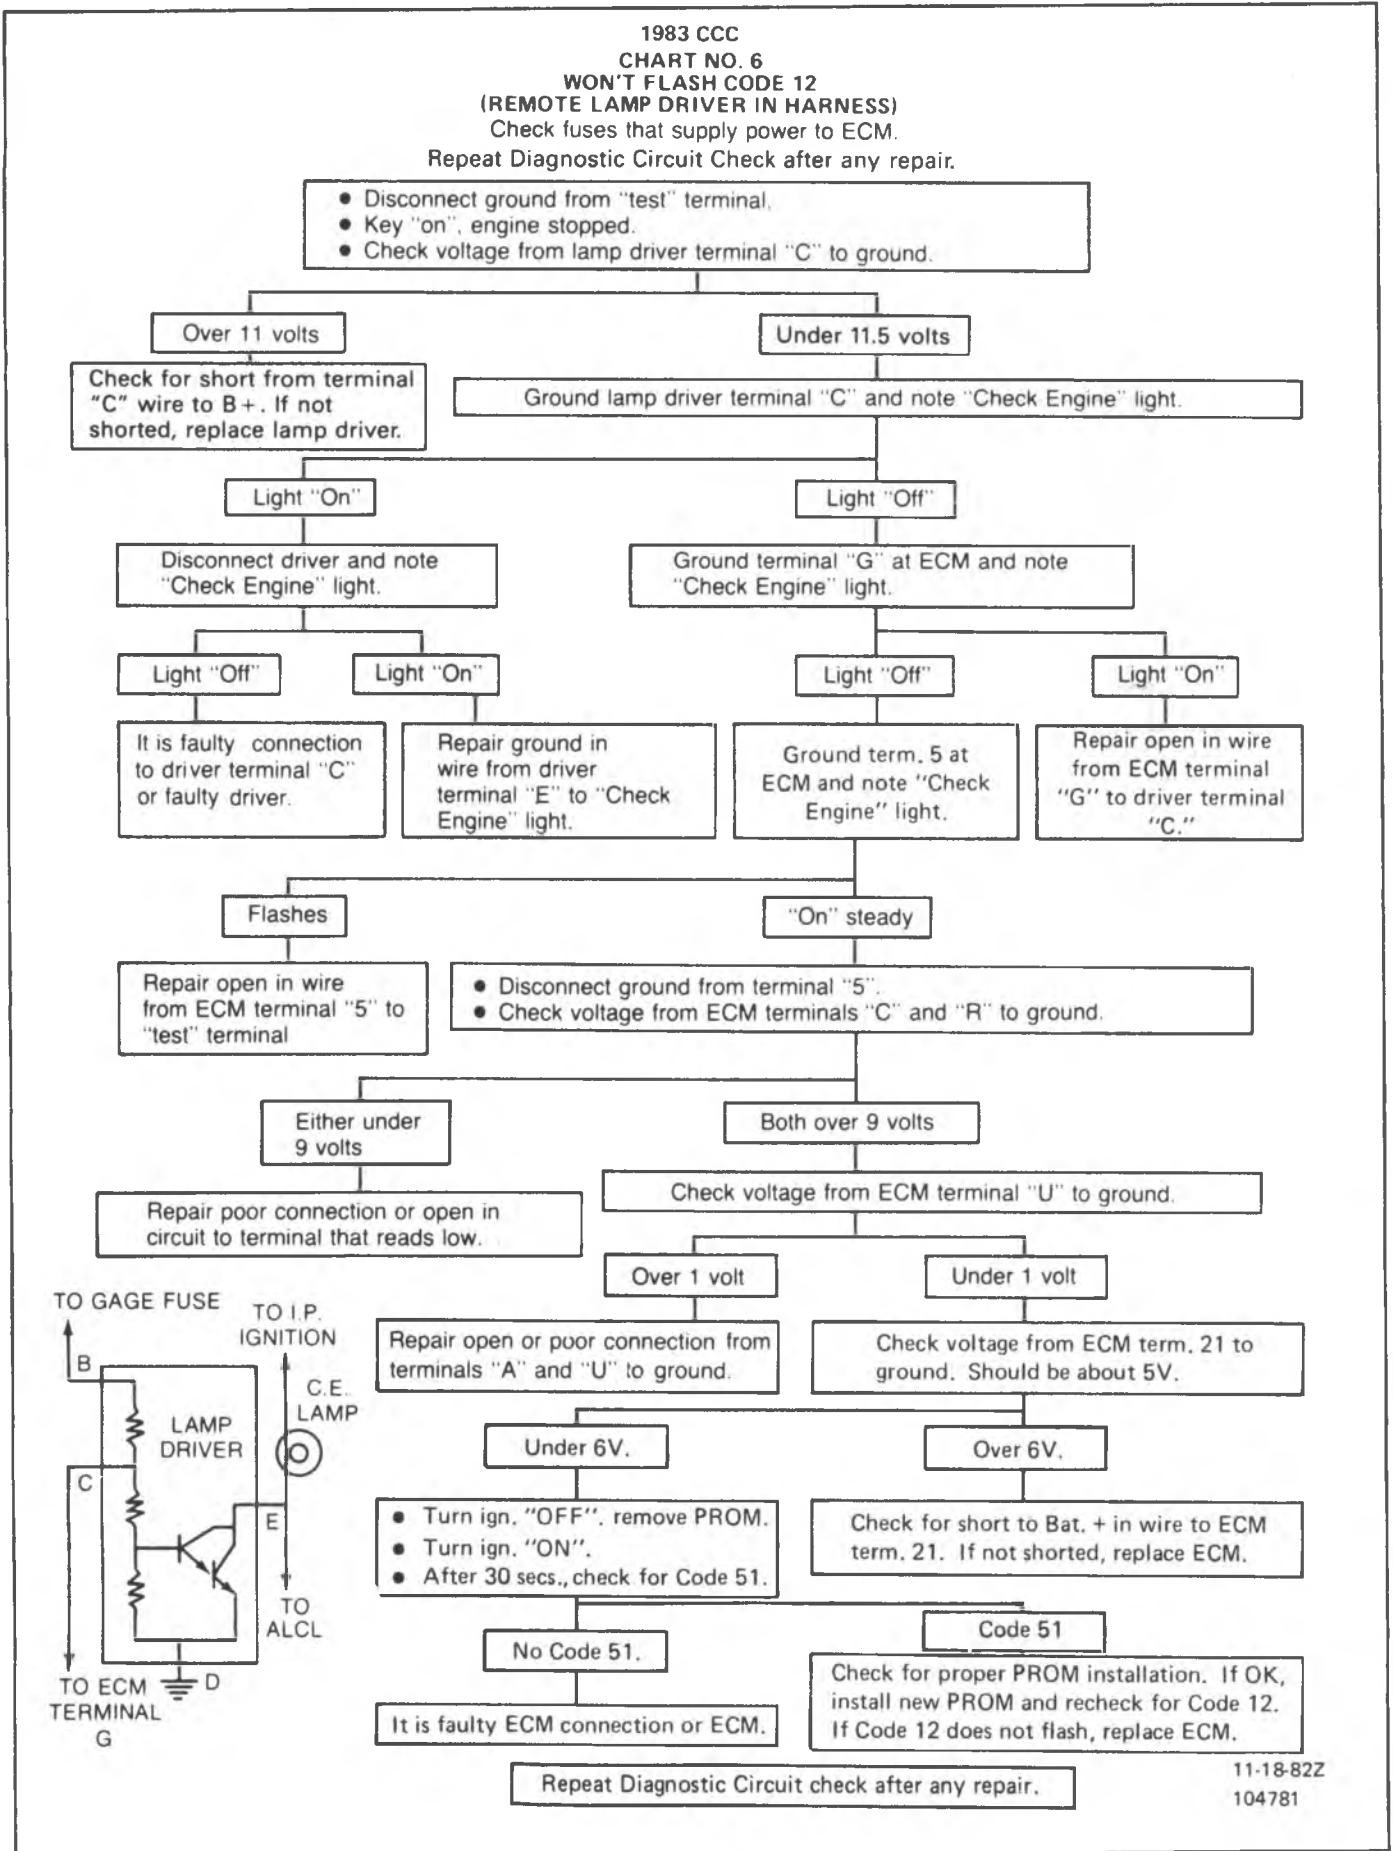 1983 CCC
CHART NO. 6
WON'T FLASH CODE 12
(REMOTE LAMP DRIVER IN HARNESS)
Check fuses that supply power to ECM.
Repeat Diagnostic Circuit Check after any repair.
• Disconnect ground from "test" terminal.
• Key "on", engine stopped.
• Check voltage from lamp driver terminal "C" to ground.
Over 11 volts
Under 11.5 volts
Check for short from terminal
"C" wire to B+. If not
shorted, replace lamp driver.
Ground lamp driver terminal "C" and note "Check Engine" light.
Light "On"
Light "Off"
Disconnect driver and note
"Check Engine" light.
Ground terminal "G" at ECM and note
"Check Engine" light.
Light "Off"
Light "On"
Light "Off"
Light "On"
It is faulty connection
to driver terminal "C"
or faulty driver.
Repair ground in
wire from driver
terminal "E" to "Check
Engine" light.
Ground term. 5 at
ECM and note "Check
Engine" light.
Repair open in wire
from ECM terminal
"G" to driver terminal
"C."
Flashes
"On" steady
Repair open in wire
from ECM terminal "5" to
"test" terminal
• Disconnect ground from terminal "5".
• Check voltage from ECM terminals "C" and "R" to ground.
Either under
9 volts
Both over 9 volts
Repair poor connection or open in
circuit to terminal that reads low.
Check voltage from ECM terminal "U" to ground.
Over 1 volt
Under 1 volt
Repair open or poor connection from
terminals "A" and "U" to ground.
Check voltage from ECM term. 21 to
ground. Should be about 5V.
Under 6V.
Over 6V.
• Turn ign. "OFF". remove PROM.
• Turn ign. "ON".
• After 30 secs., check for Code 51.
Check for short to Bat. + in wire to ECM
term. 21. If not shorted, replace ECM.
No Code 51.
Code 51
It is faulty ECM connection or ECM.
Check for proper PROM installation. If OK,
install new PROM and recheck for Code 12.
If Code 12 does not flash, replace ECM.
TO GAGE FUSE
TO I.P.
IGNITION
B
C.E.
LAMP
LAMP
DRIVER
C
E
TO
ALCL
D
TO ECM
TERMINAL
G
Repeat Diagnostic Circuit check after any repair.
11-18-82Z
104781